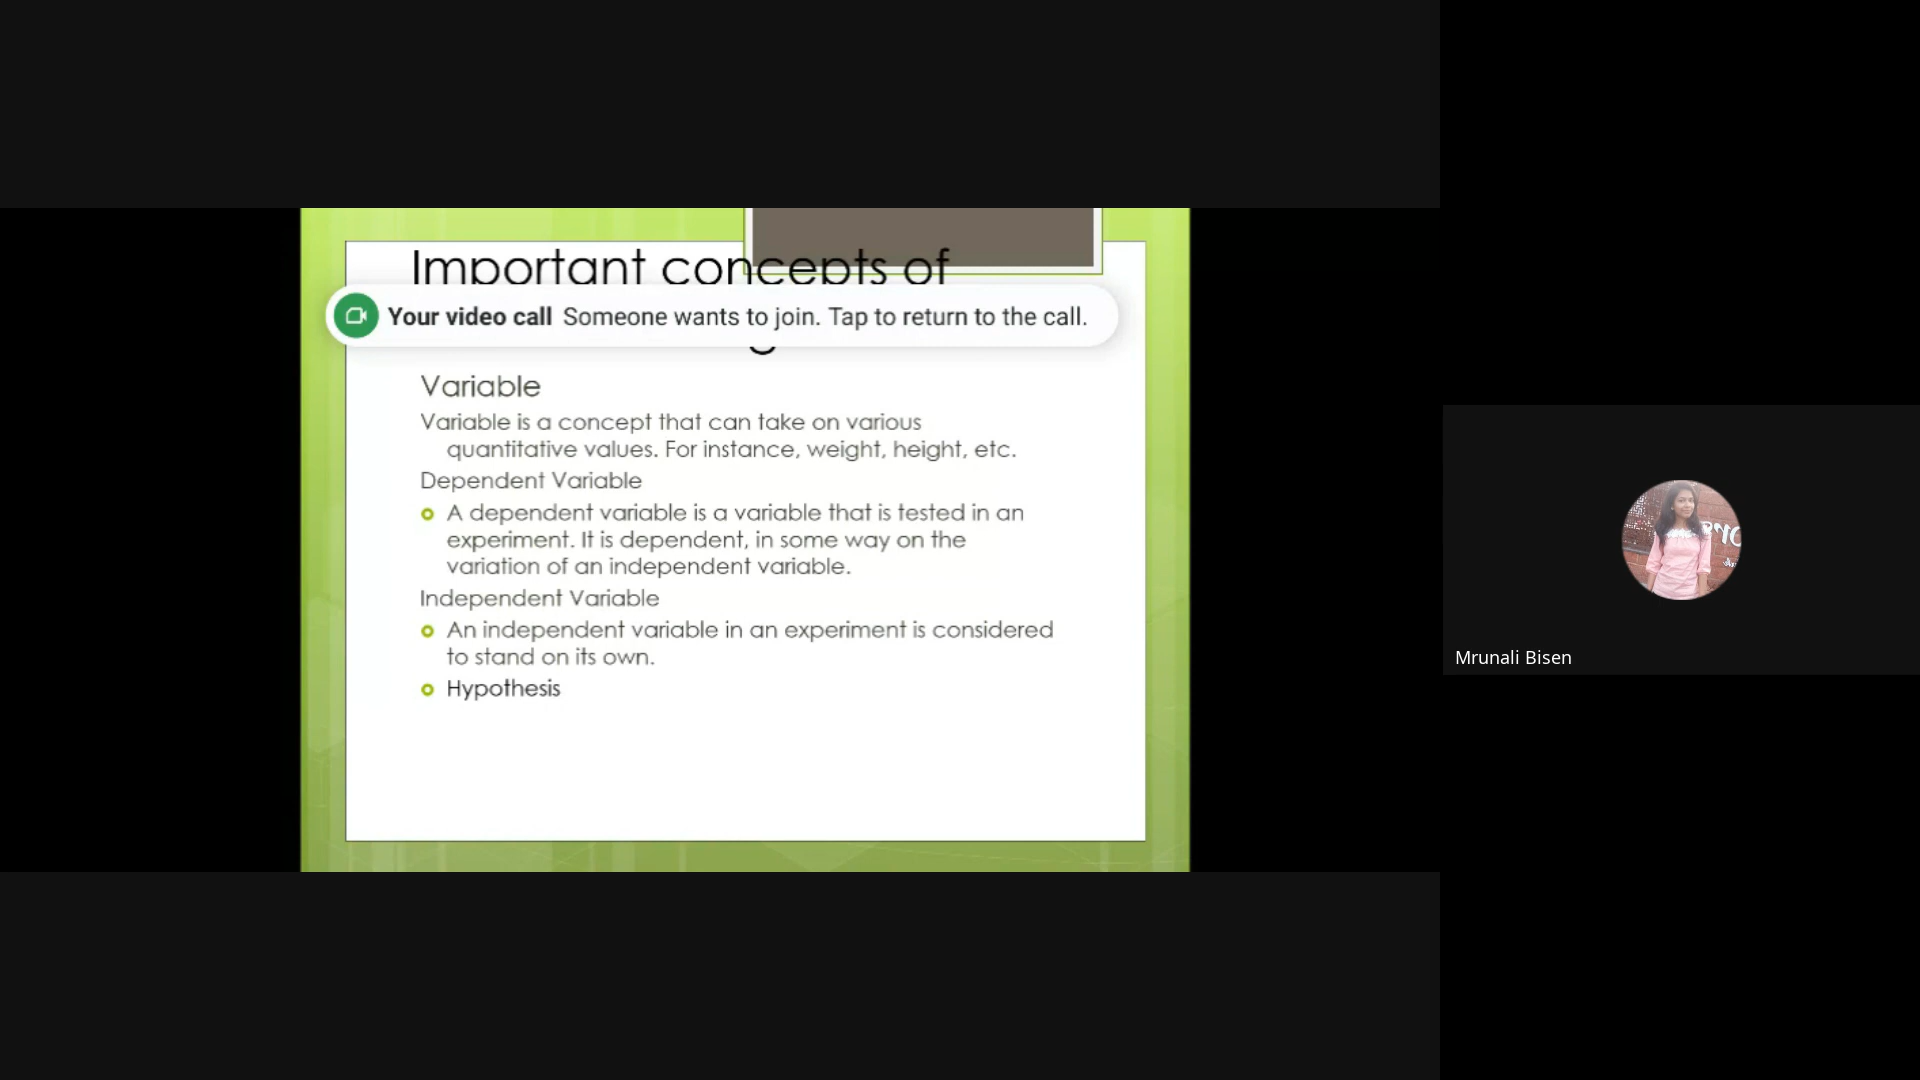 Important concepts of
Your video call Someone wants to join. Tap to return to the call.
Variable
Variable is a concept that can take on various
quantitative values. For instance, weight, height, etc.
Dependent Variable
A dependent variable is a variable that is tested in an
experiment. It is dependent, in some way on the
variation of an independent variable.
Independent Variable
An independent variable in an experiment is considered
to stand on its own.
Hypothesis
Mrunali Bisen